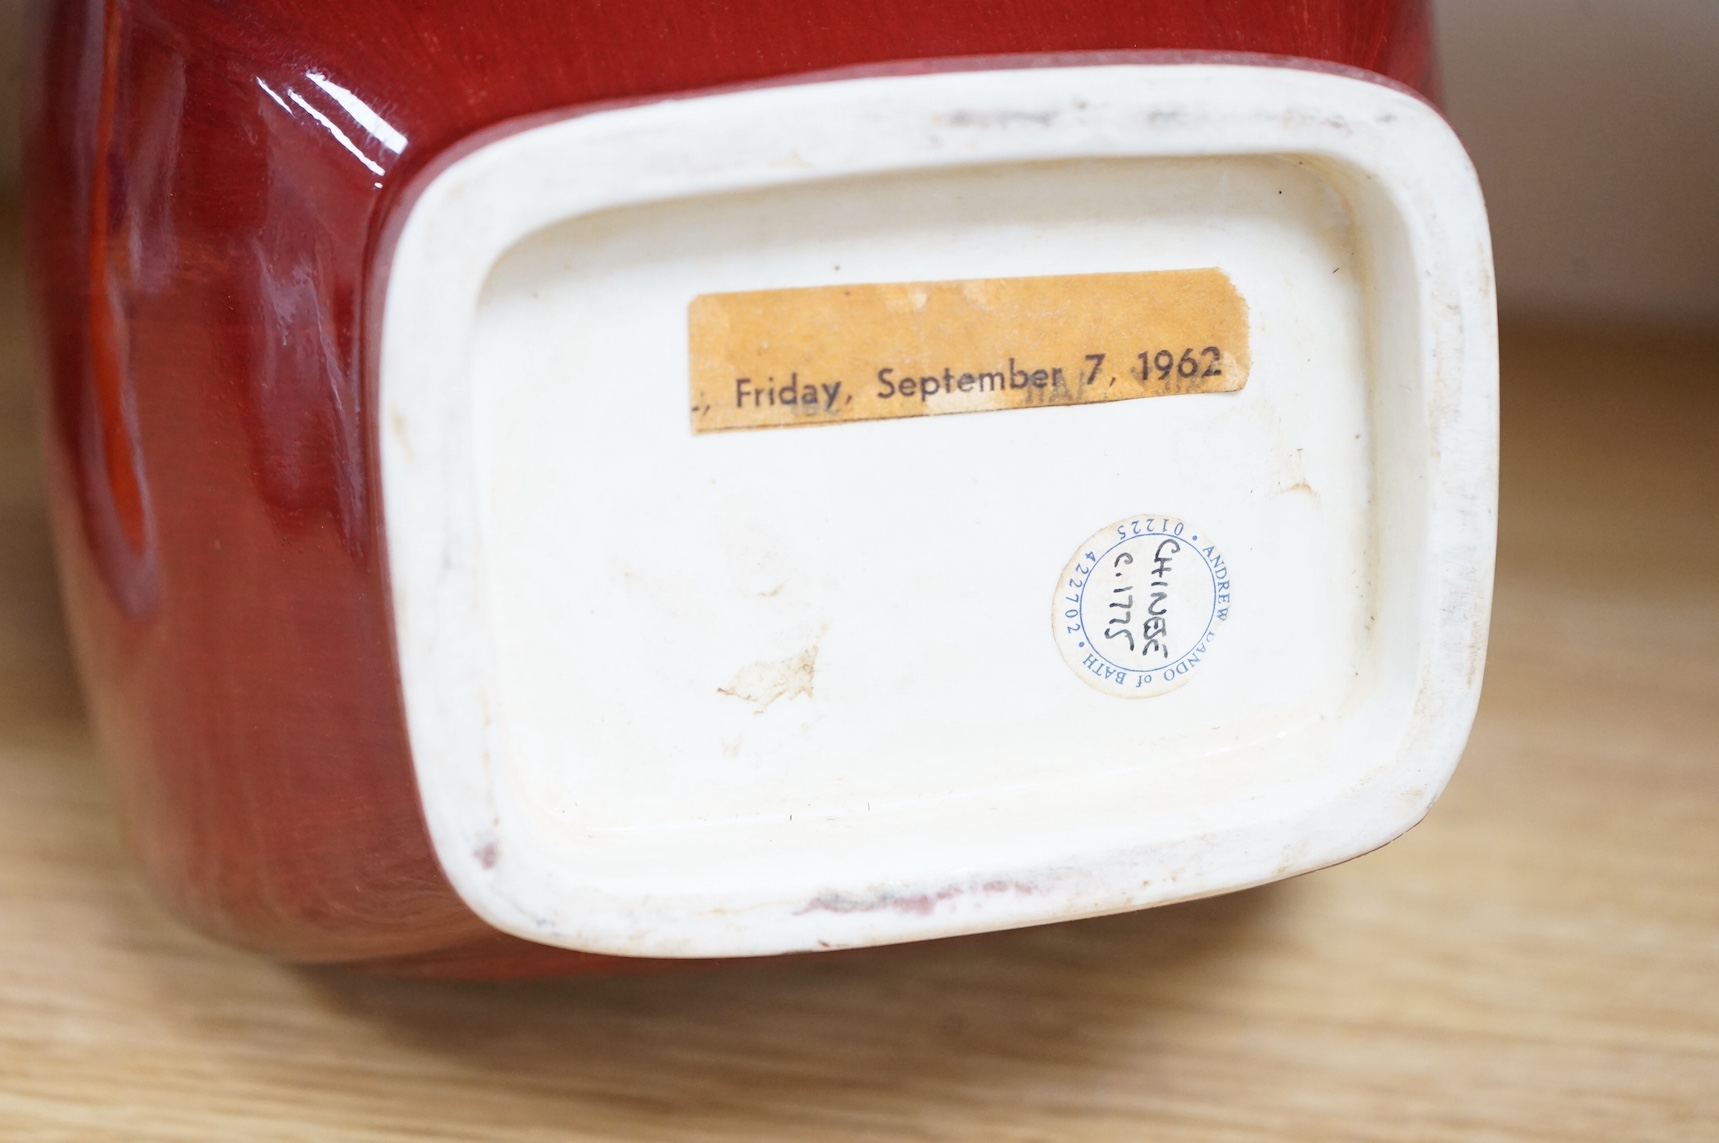 ., Friday, September 7, 1962
CHINESE
c.1775
• ANDREW DANDO of BATH • 01225 422702